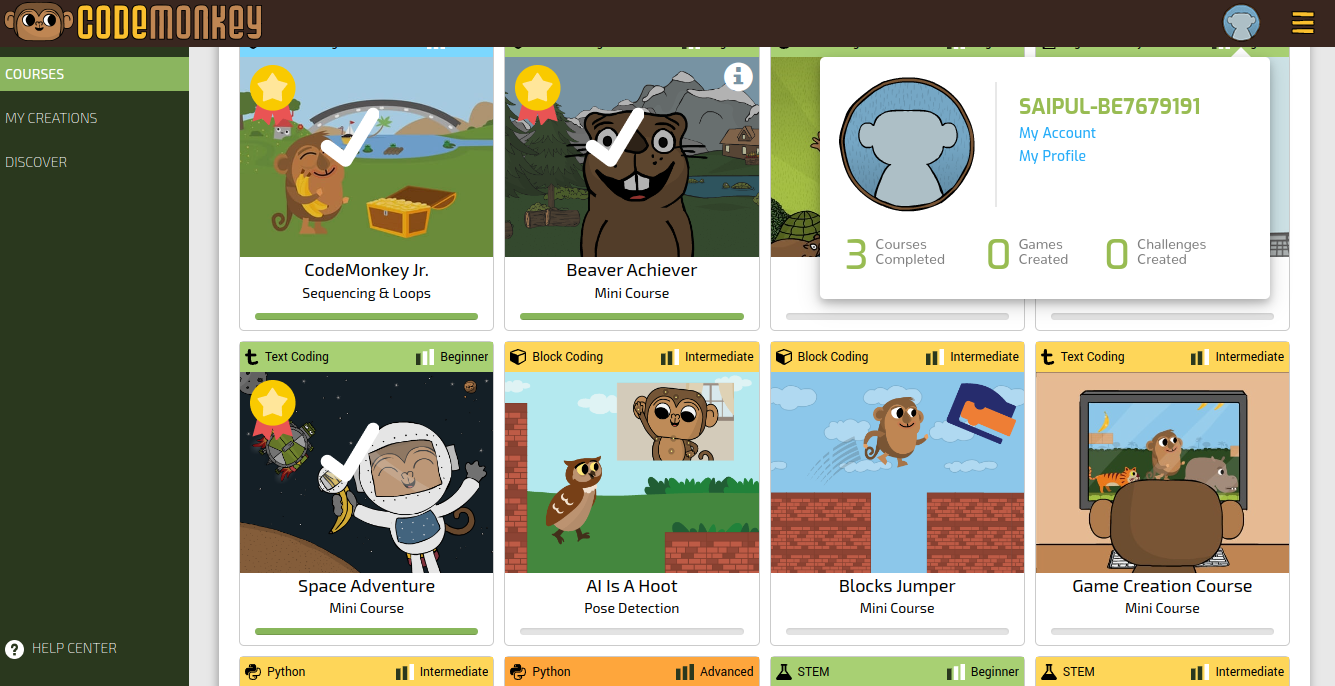 CODEMONKEY
COURSES
MY CREATIONS
DISCOVER
HELP CENTER
SAIPUL-BE7679191
My Account
My Profile
3 Courses
Completed
0 Games
Created
0 Challenges
Created
CodeMonkey Jr.
Sequencing & Loops
Beaver Achiever
Mini Course
Text Coding Beginner
Block Coding Intermediate
Block Coding Intermediate
Text Coding Intermediate
Space Adventure
Mini Course
AI Is A Hoot
Pose Detection
Blocks Jumper
Mini Course
Game Creation Course
Mini Course
Python Intermediate
Python Advanced
STEM Beginner
STEM Intermediate